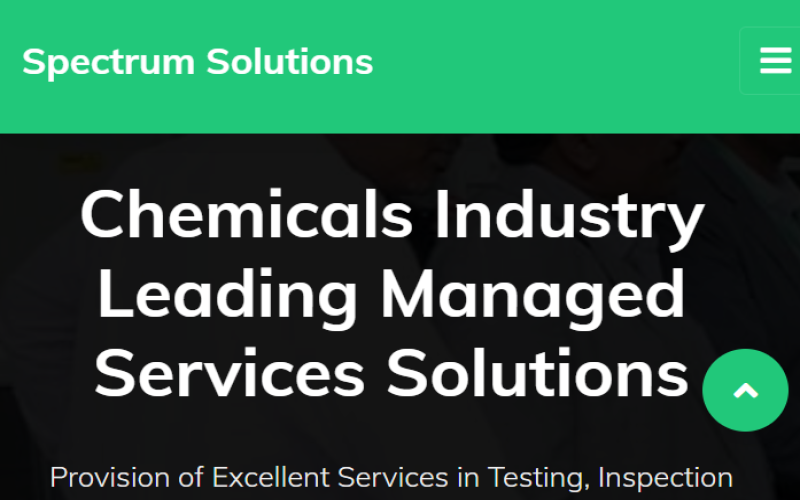 Spectrum Solutions
Chemicals Industry
Leading Managed
Services Solutions
Provision of Excellent Services in Testing, Inspection